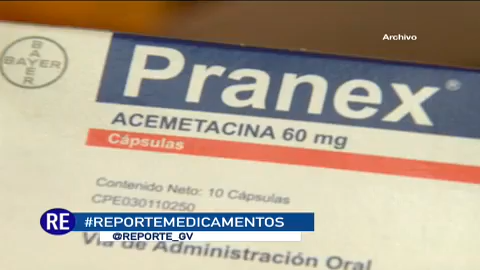 Archivo
BAYER
BAYER
Pranex®
ACEMETACINA 60 mg
Cápsulas
Contenido Neto: 10 Cápsulas
CPE030110250
RE
#REPORTEMEDICAMENTOS
@REPORTE_GV
Vía de Administración Oral